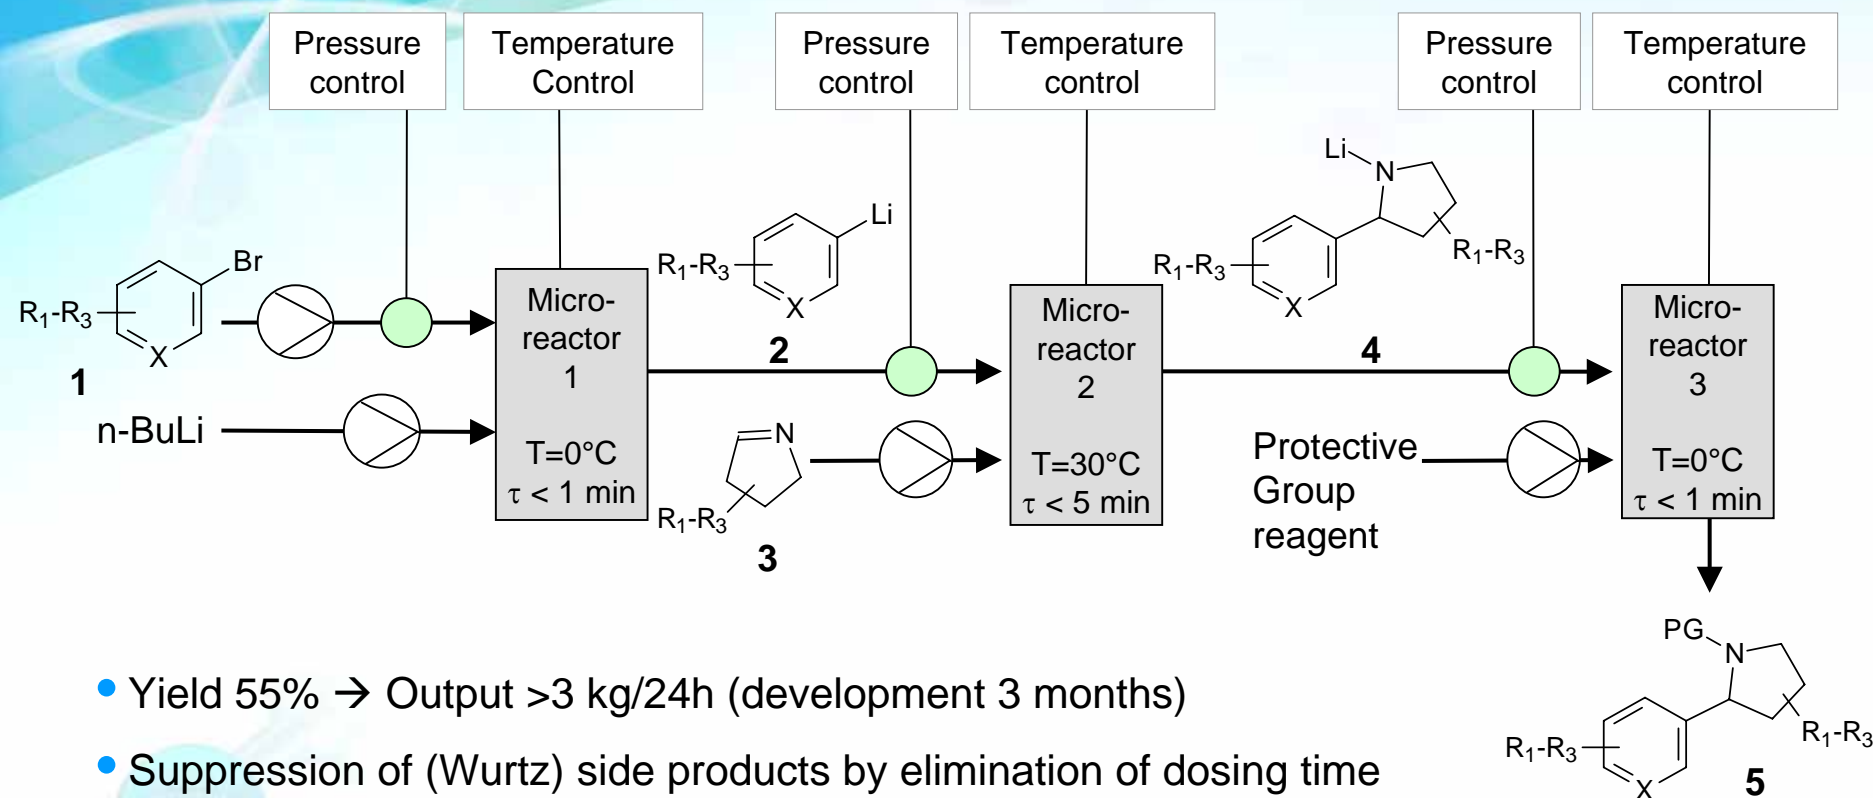 Pressure
control
Temperature
Control
Pressure
control
Temperature
control
Pressure
control
Temperature
control
Br
R1-R3
X
1
n-BuLi
Micro-
reactor
1
T=0°C
τ < 1 min
Li
R1-R3
X
2
N
R1-R3
3
Micro-
reactor
2
T=30°C
τ < 5 min
Li
N
R1-R3
R1-R3
X
4
Protective
Group
reagent
Micro-
reactor
3
T=0°C
τ < 1 min
PG
N
R1-R3
R1-R3
X
5
• Yield 55% → Output >3 kg/24h (development 3 months)
• Suppression of (Wurtz) side products by elimination of dosing time